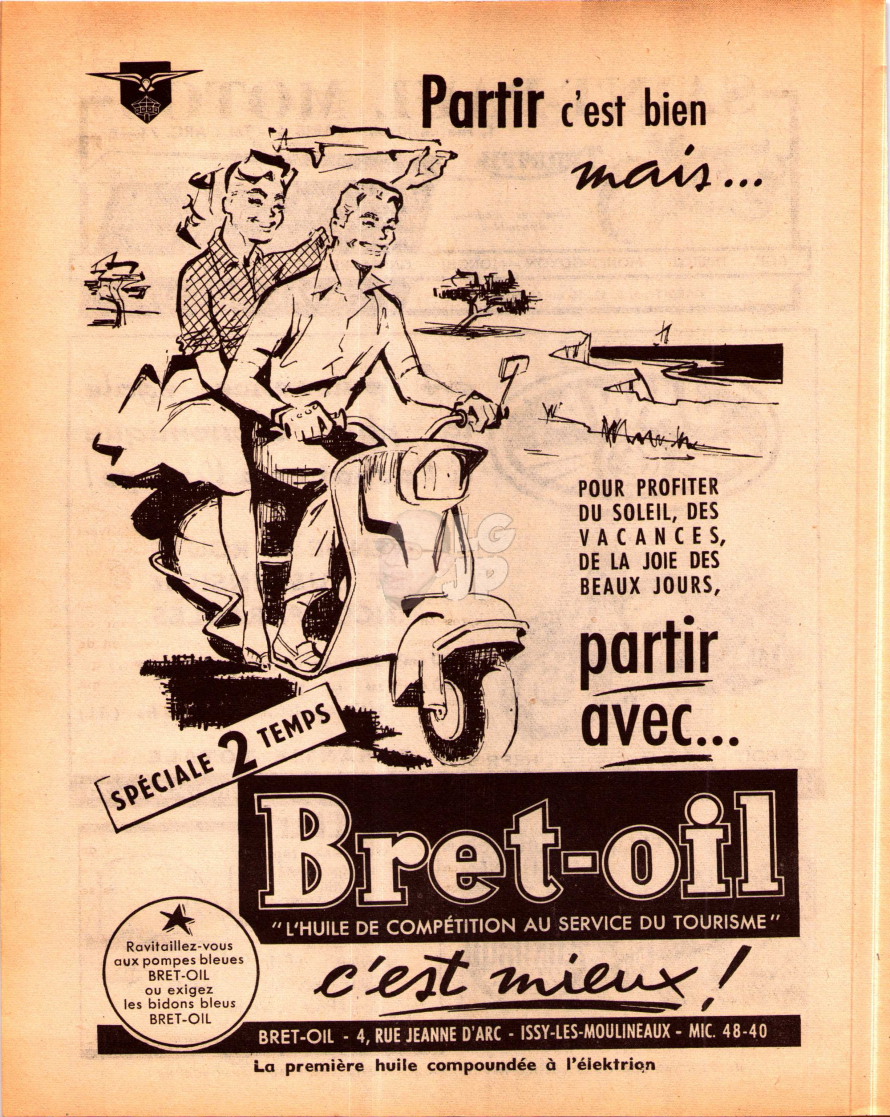 Partir c'est bien
mais...
POUR PROFITER
DU SOLEIL, DES
VACANCES,
DE LA JOIE DES
BEAUX JOURS,
partir
avec...
SPÉCIALE 2 TEMPS
Bret-oil
"L'HUILE DE COMPÉTITION AU SERVICE DU TOURISME"
c'est mieux !
Ravitaillez-vous
aux pompes bleues
BRET-OIL
ou exigez
les bidons bleus
BRET-OIL
BRET-OIL - 4, RUE JEANNE D'ARC - ISSY-LES-MOULINEAUX - MIC. 48-40
La première huile compoundée à l'élektrion
LG
JP